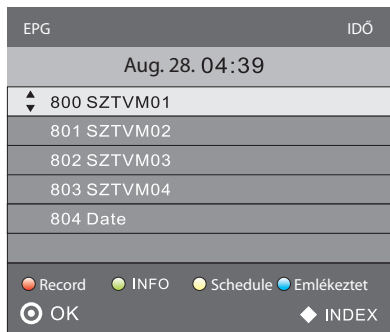 EPG IDŐ
Aug. 28. 04:39
800 SZTVM01
801 SZTVM02
802 SZTVM03
803 SZTVM04
804 Date
Record INFO Schedule Emlékeztet
OK INDEX